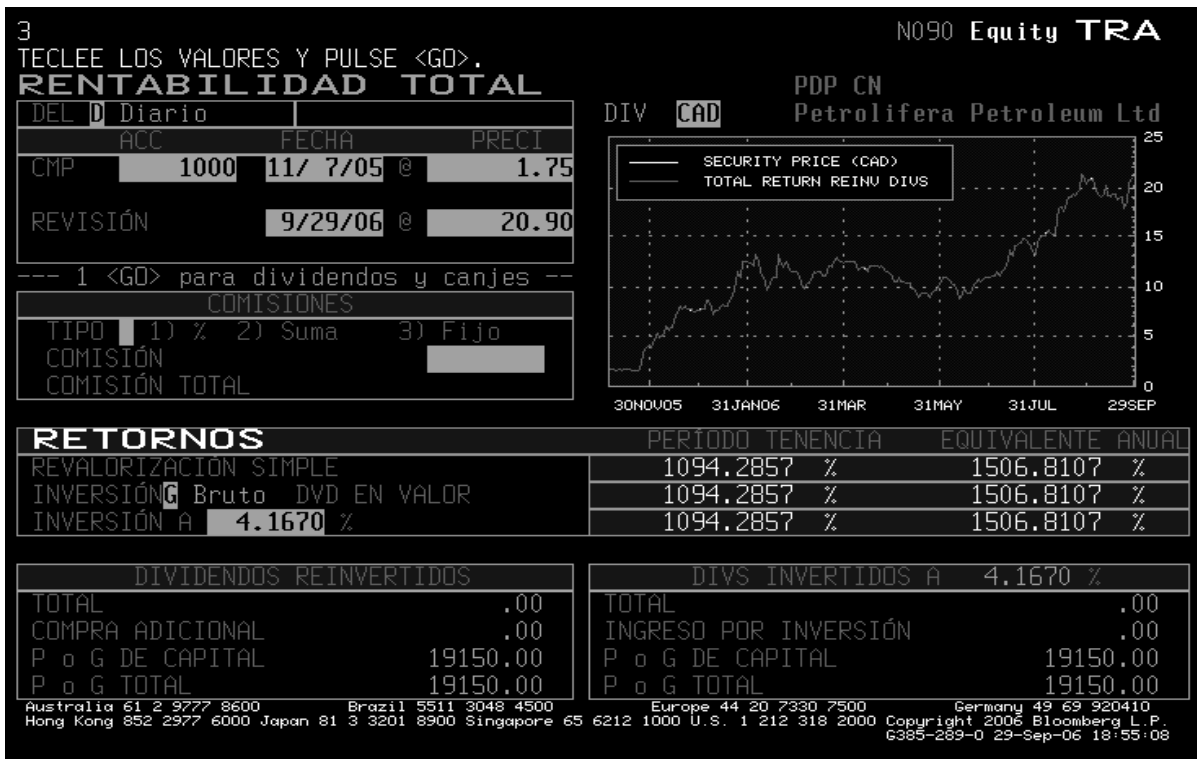 3 N090 Equity TRA
TECLEE LOS VALORES Y PULSE <GO>.
RENTABILIDAD TOTAL PDP CN
DEL D Diario DIV CAD Petrolifera Petroleum Ltd
ACC FECHA PRECI
CMP 1000 11/ 7/05 @ 1.75
REVISIÓN 9/29/06 @ 20.90
--- 1 <GO> para dividendos y canjes --
COMISIONES
TIPO 1) % 2) Suma 3) Fijo
COMISIÓN
COMISIÓN TOTAL
SECURITY PRICE (CAD)
TOTAL RETURN REINV DIVS
25
20
15
10
5
0
30NOV05 31JAN06 31MAR 31MAY 31JUL 29SEP
RETORNOS PERÍODO TENENCIA EQUIVALENTE ANUAL
REVALORIZACIÓN SIMPLE 1094.2857 % 1506.8107 %
INVERSIÓN G Bruto DVD EN VALOR 1094.2857 % 1506.8107 %
INVERSIÓN A 4.1670 % 1094.2857 % 1506.8107 %
DIVIDENDOS REINVERTIDOS DIVS INVERTIDOS A 4.1670 %
TOTAL .00 TOTAL .00
COMPRA ADICIONAL .00 INGRESO POR INVERSIÓN .00
P o G DE CAPITAL 19150.00 P o G DE CAPITAL 19150.00
P o G TOTAL 19150.00 P o G TOTAL 19150.00
Australia 61 2 9777 8600 Brazil 5511 3048 4500 Europe 44 20 7330 7500 Germany 49 69 920410
Hong Kong 852 2977 6000 Japan 81 3 3201 8900 Singapore 65 6212 1000 U.S. 1 212 318 2000 Copyright 2006 Bloomberg L.P.
G385-289-0 29-Sep-06 18:55:08